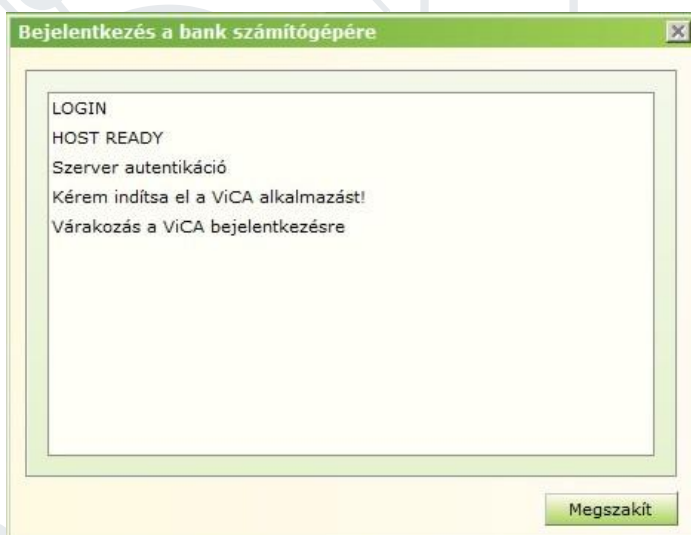 Bejelentkezés a bank számítógépére
LOGIN
HOST READY
Szerver autentikáció
Kérem indítsa el a ViCA alkalmazást!
Várakozás a ViCA bejelentkezésre
Megszakít